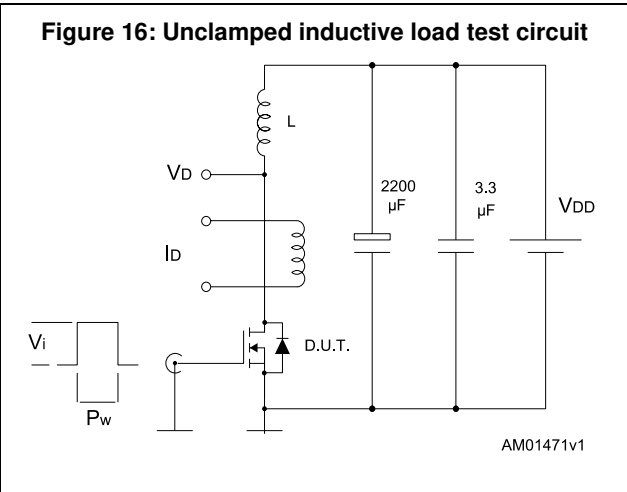 Figure 16: Unclamped inductive load test circuit
L
VD
2200
µF
3.3
µF
VDD
ID
Vi
D.U.T.
Pw
AM01471v1